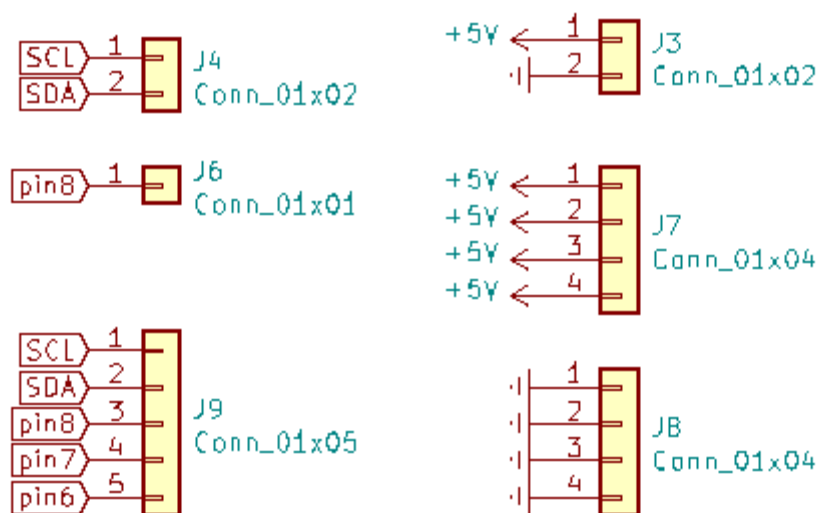 SCL 1 J4
SDA 2 Conn_01x02
+5V 1 J3
2 Conn_01x02
pin8 1 J6
Conn_01x01
+5V 1
+5V 2 J7
+5V 3 Conn_01x04
+5V 4
SCL 1
SDA 2
pin8 3 J9
pin7 4 Conn_01x05
pin6 5
1
2 J8
3 Conn_01x04
4